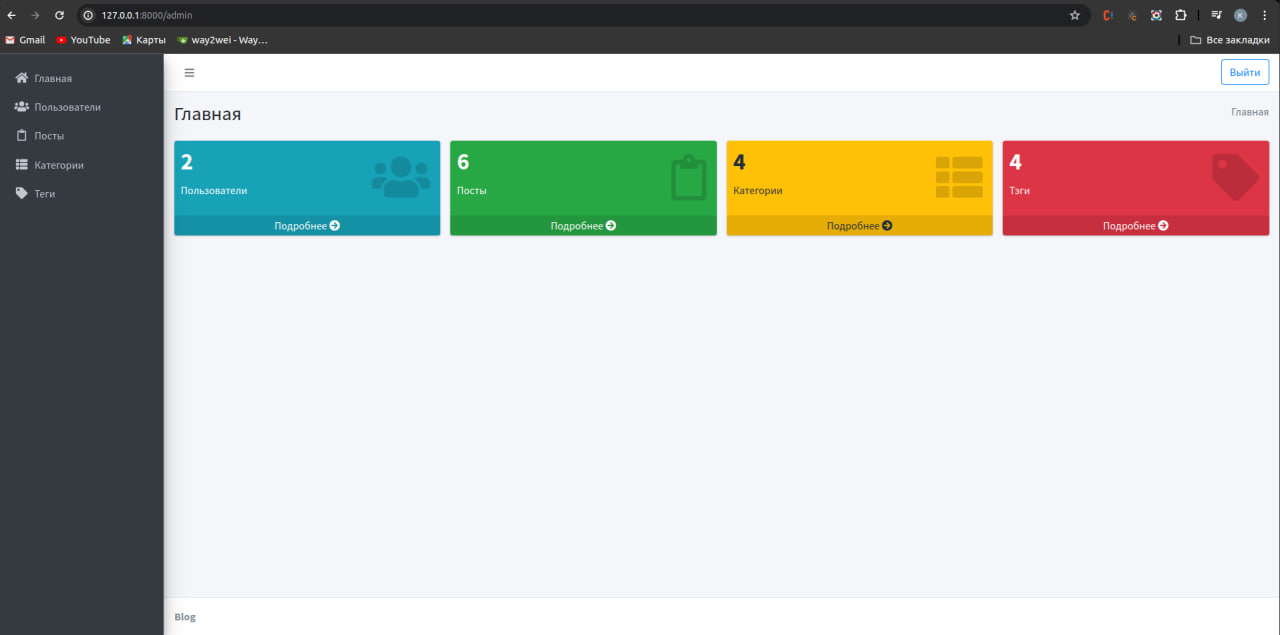 127.0.0.1:8000/admin
K
Gmail YouTube Карты way2wei - Way... Все закладки
Главная
Пользователи
Посты
Категории
Теги
Выйти
Главная
Главная
2
Пользователи
Подробнее
6
Посты
Подробнее
4
Категории
Подробнее
4
Тэги
Подробнее
Blog